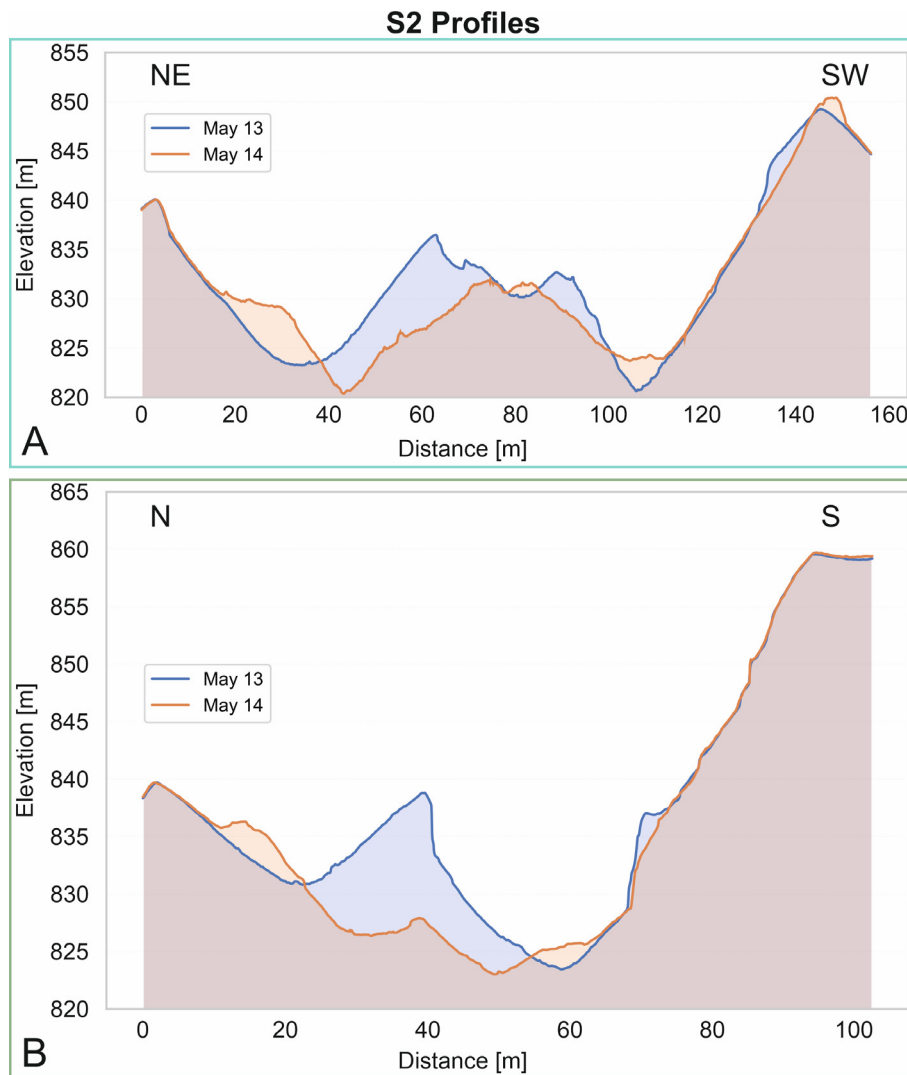 S2 Profiles
855
850
845
840
835
830
825
820
Elevation [m]
NE
SW
May 13
May 14
0 20 40 60 80 100 120 140 160
Distance [m]
A
865
860
855
850
845
840
835
830
825
820
Elevation [m]
N
S
May 13
May 14
0 20 40 60 80 100
Distance [m]
B